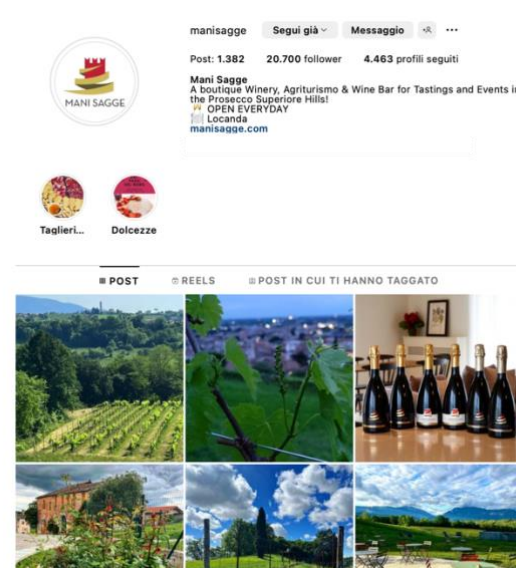 manisagge Segui già Messaggio
Post: 1.382 20.700 follower 4.463 profili seguiti
MANI SAGGE
Mani Sagge
A boutique Winery, Agriturismo & Wine Bar for Tastings and Events i
the Prosecco Superiore Hills!
OPEN EVERYDAY
Locanda
manisagge.com
Taglieri... Dolcezze
POST REELS POST IN CUI TI HANNO TAGGATO